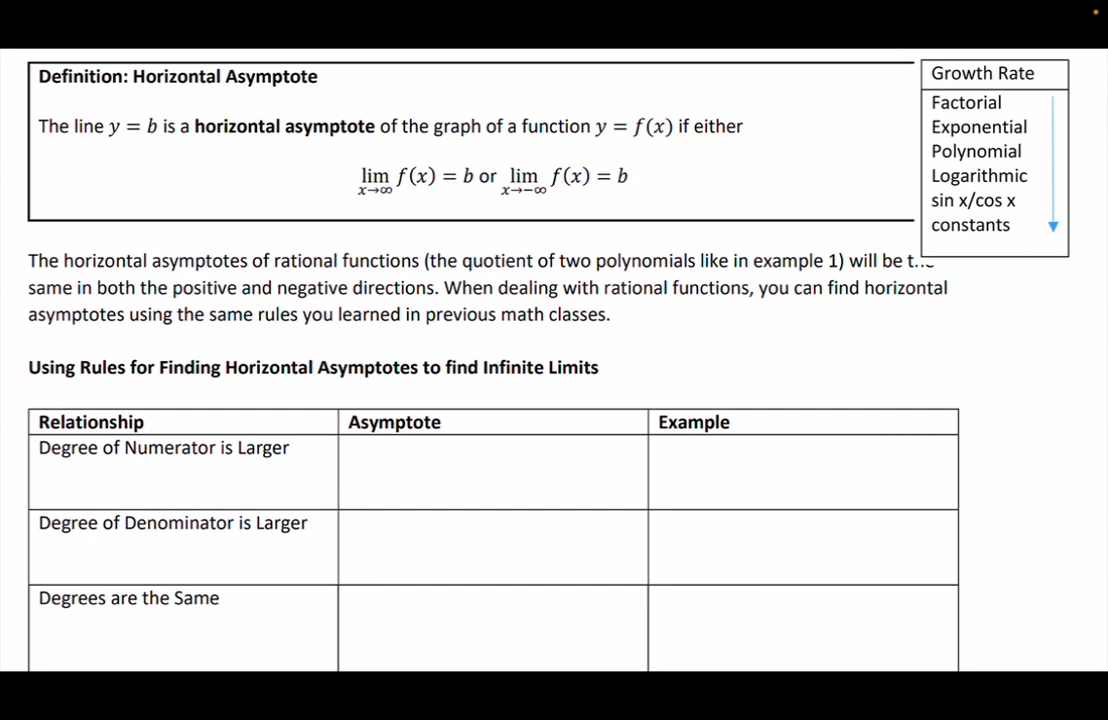 Definition: Horizontal Asymptote
The line y = b is a horizontal asymptote of the graph of a function y = f(x) if either
lim f(x) = b or lim f(x) = b
x→∞ x→−∞
Growth Rate
Factorial
Exponential
Polynomial
Logarithmic
sin x/cos x
constants
The horizontal asymptotes of rational functions (the quotient of two polynomials like in example 1) will be
same in both the positive and negative directions. When dealing with rational functions, you can find horizontal
asymptotes using the same rules you learned in previous math classes.
Using Rules for Finding Horizontal Asymptotes to find Infinite Limits
Relationship Asymptote Example
Degree of Numerator is Larger
Degree of Denominator is Larger
Degrees are the Same